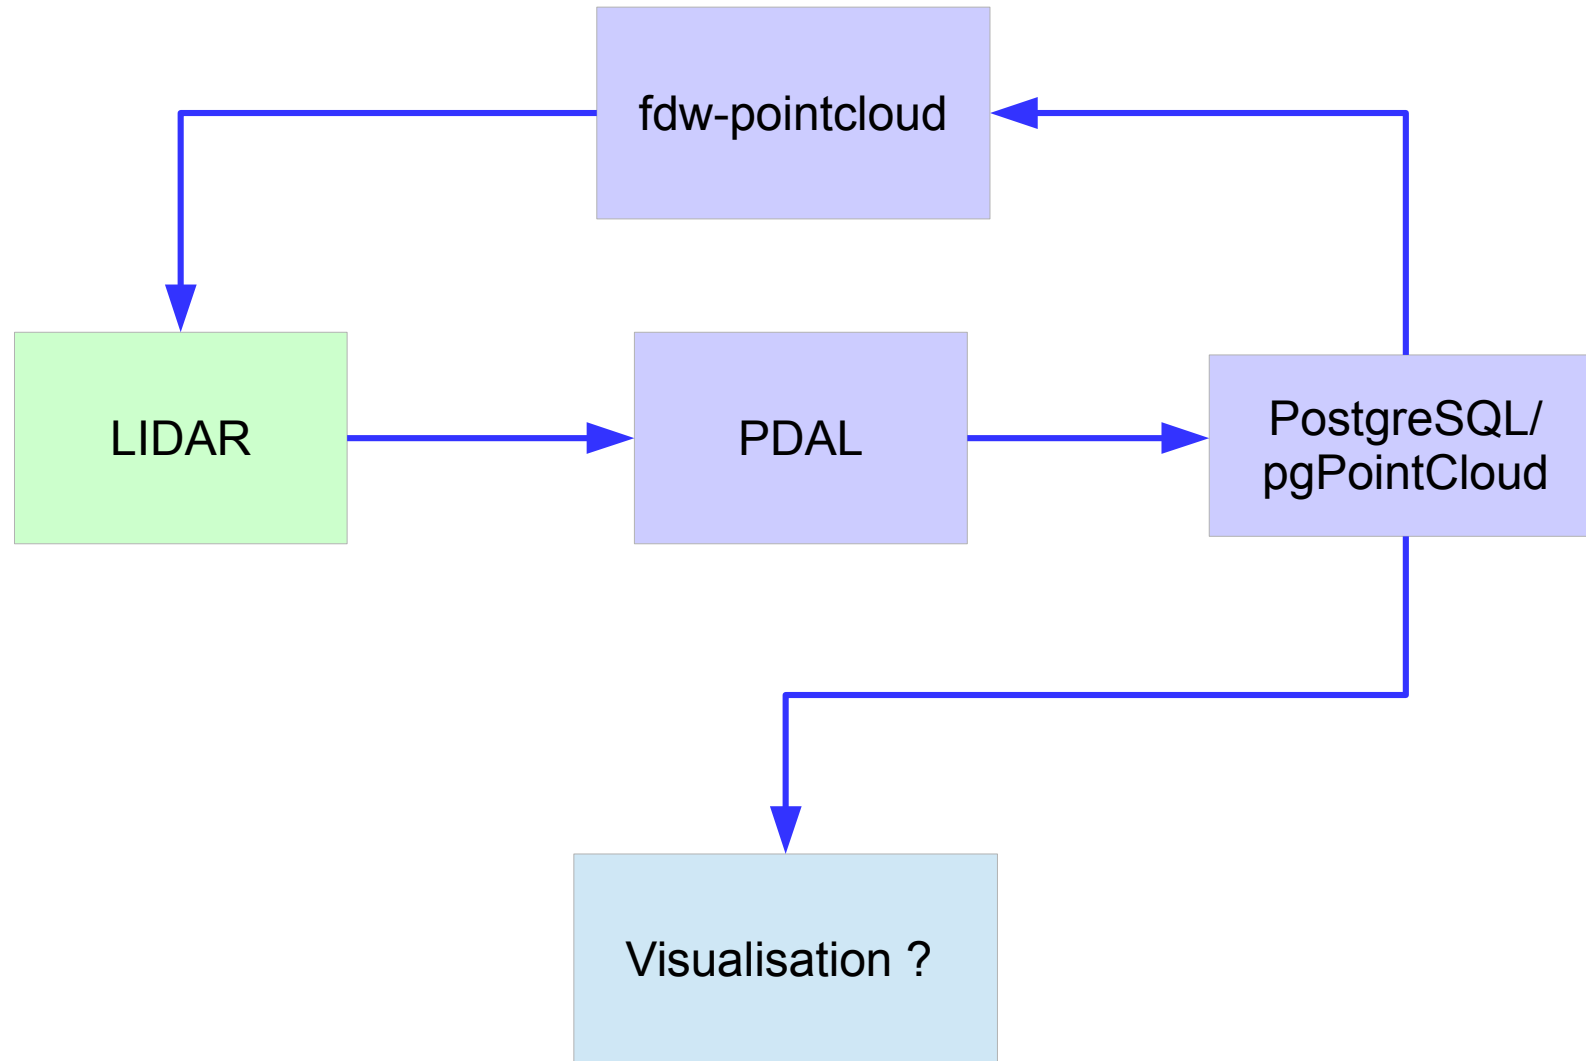 fdw-pointcloud
LIDAR
PDAL
PostgreSQL/
pgPointCloud
Visualisation ?